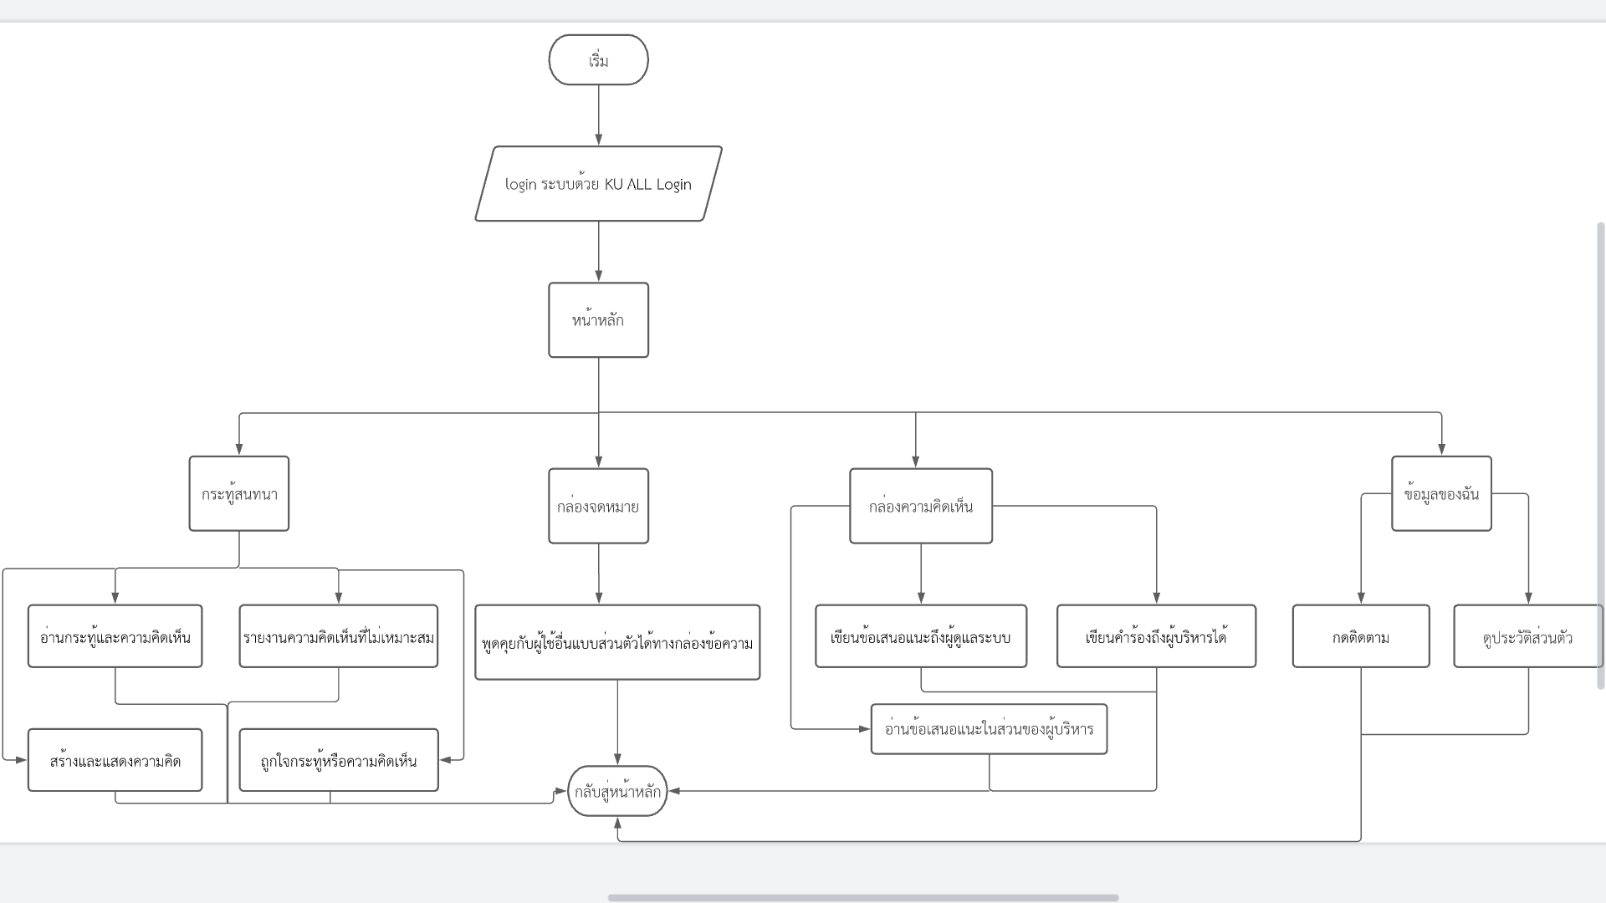 เริ่ม
login ระบบด้วย KU ALL Login
หน้าหลัก
กระทู้สนทนา
กล่องจดหมาย
กล่องความคิดเห็น
ข้อมูลของฉัน
อ่านกระทู้และความคิดเห็น
รายงานความคิดเห็นที่ไม่เหมาะสม
พูดคุยกับผู้ใช้อื่นแบบส่วนตัวได้ทางกล่องข้อความ
เขียนข้อเสนอแนะถึงผู้ดูแลระบบ
เขียนคำร้องถึงผู้บริหารได้
กดติดตาม
ดูประวัติส่วนตัว
สร้างและแสดงความคิด
ถูกใจกระทู้หรือความคิดเห็น
อ่านข้อเสนอแนะในส่วนของผู้บริหาร
กลับสู่หน้าหลัก